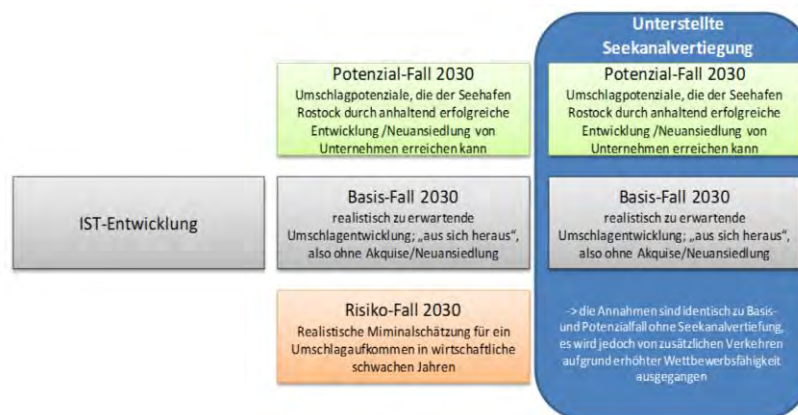 Unterstellte
Seekanalvertiegung
Potenzial-Fall 2030
Umschlagpotenziale, die der Seehafen
Rostock durch anhaltend erfolgreiche
Entwicklung /Neuansiedlung von
Unternehmen erreichen kann
Potenzial-Fall 2030
Umschlagpotenziale, die der Seehafen
Rostock durch anhaltend erfolgreiche
Entwicklung /Neuansiedlung von
Unternehmen erreichen kann
IST-Entwicklung
Basis-Fall 2030
realistisch zu erwartende
Umschlagentwicklung; „aus sich heraus“,
also ohne Akquise/Neuansiedlung
Basis-Fall 2030
realistisch zu erwartende
Umschlagentwicklung; „aus sich heraus“,
also ohne Akquise/Neuansiedlung
Risiko-Fall 2030
Realistische Miminalschätzung für ein
Umschlagaufkommen in wirtschaftliche
schwachen Jahren
-> die Annahmen sind identisch zu Basis-
und Potenzialfall ohne Seekanalvertiefung,
es wird jedoch von zusätzlichen Verkehren
aufgrund erhöhter Wettbewerbsfähigkeit
ausgegangen